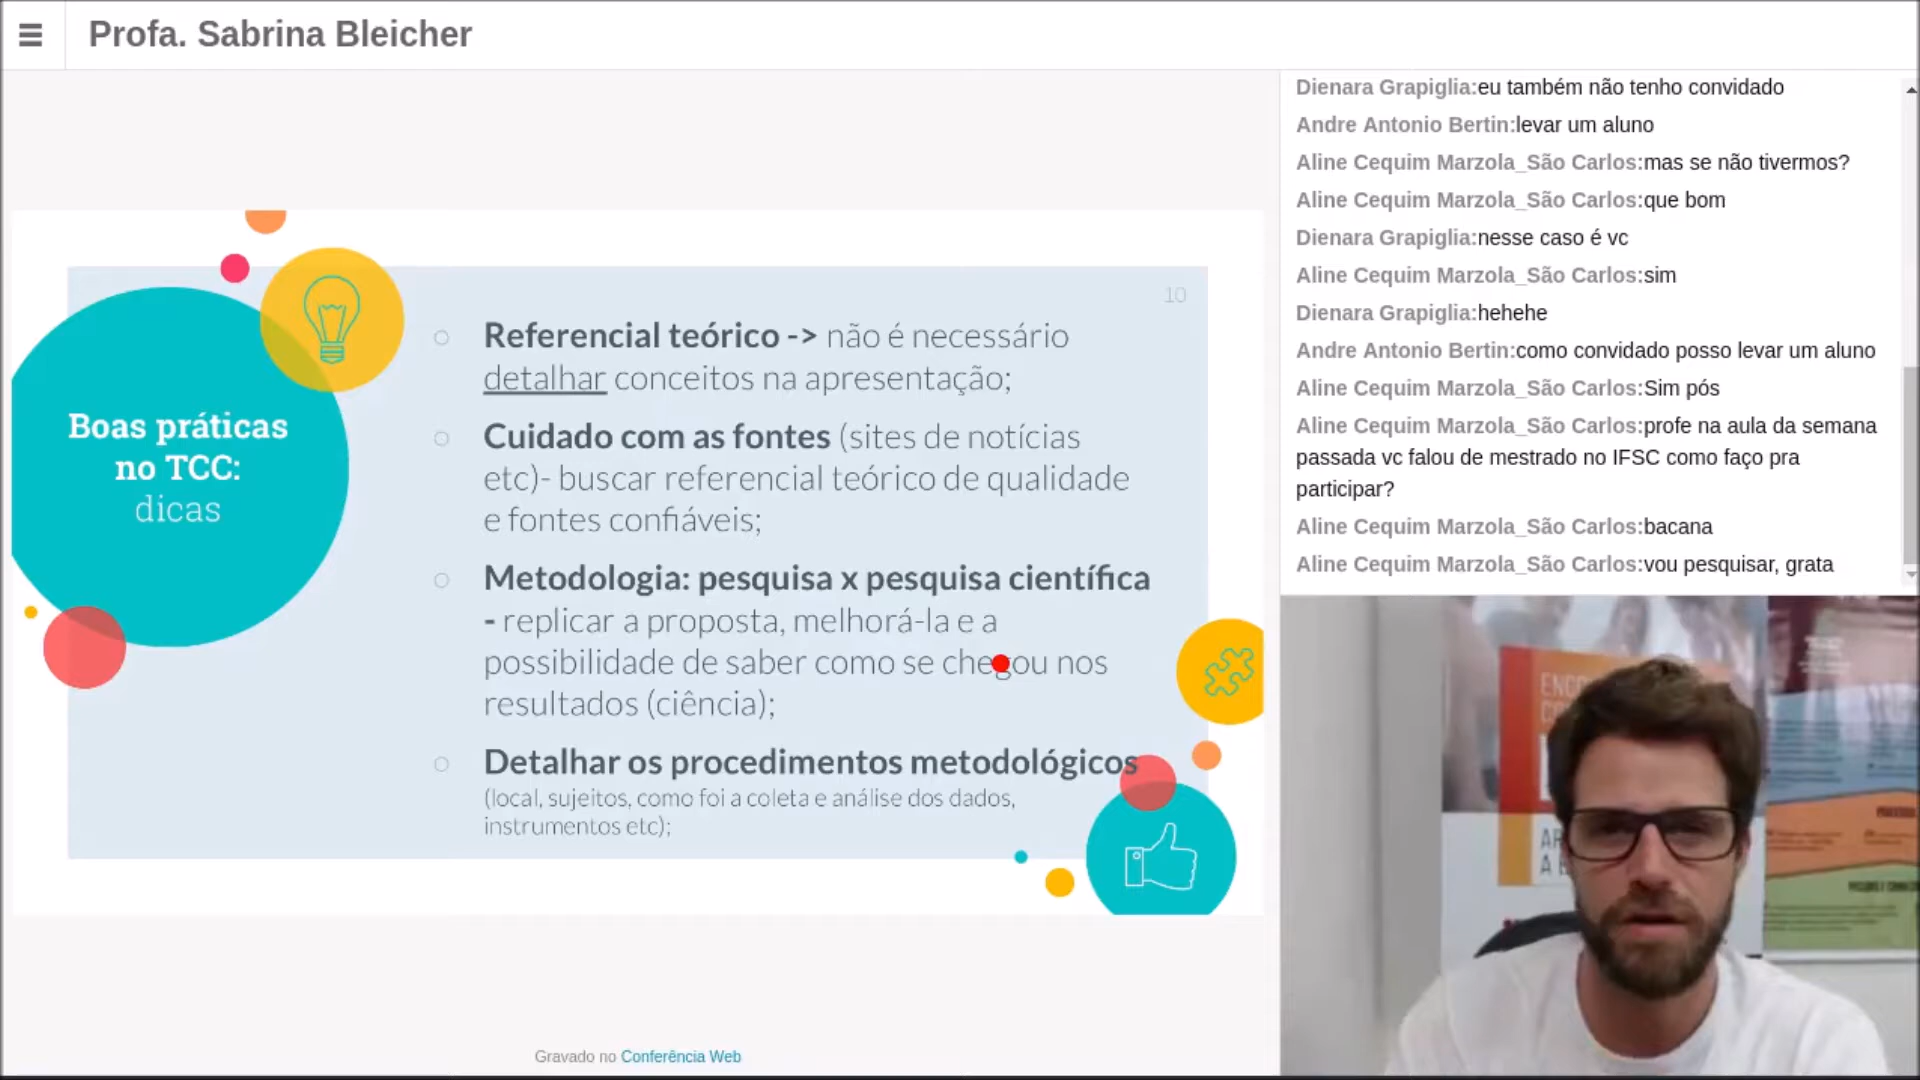 Profa. Sabrina Bleicher
10
Boas práticas
no TCC:
dicas
Referencial teórico -> não é necessário
detalhar conceitos na apresentação;
Cuidado com as fontes (sites de notícias
etc)- buscar referencial teórico de qualidade
e fontes confiáveis;
Metodologia: pesquisa x pesquisa científica
- replicar a proposta, melhorá-la e a
possibilidade de saber como se chegou nos
resultados (ciência);
Detalhar os procedimentos metodológicos
(local, sujeitos, como foi a coleta e análise dos dados,
instrumentos etc);
Gravado no Conferência Web
Dienara Grapiglia:eu também não tenho convidado
Andre Antonio Bertin:levar um aluno
Aline Cequim Marzola_São Carlos:mas se não tivermos?
Aline Cequim Marzola_São Carlos:que bom
Dienara Grapiglia:nesse caso é vc
Aline Cequim Marzola_São Carlos:sim
Dienara Grapiglia:hehehe
Andre Antonio Bertin:como convidado posso levar um aluno
Aline Cequim Marzola_São Carlos:Sim pós
Aline Cequim Marzola_São Carlos:profe na aula da semana
passada vc falou de mestrado no IFSC como faço pra
participar?
Aline Cequim Marzola_São Carlos:bacana
Aline Cequim Marzola_São Carlos:vou pesquisar, grata